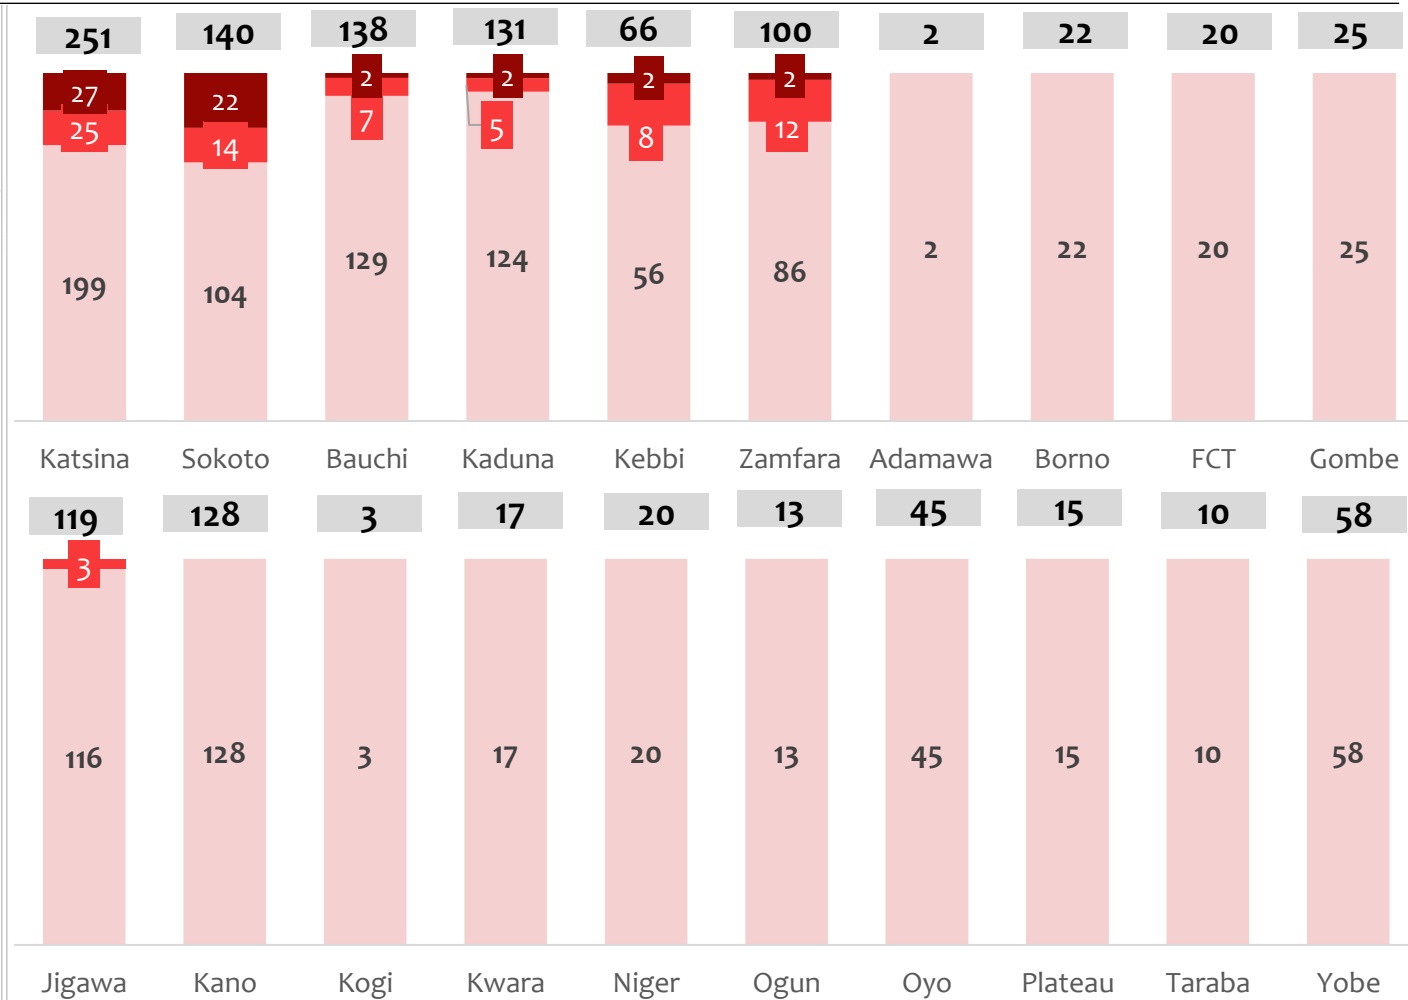 251 140 138 131 66 100 2 22 20 25
27 22 2 2 2 2
25 14 7 5 8 12
199 104 129 124 56 86 2 22 20 25
Katsina Sokoto Bauchi Kaduna Kebbi Zamfara Adamawa Borno FCT Gombe
119 128 3 17 20 13 45 15 10 58
3
116 128 3 17 20 13 45 15 10 58
Jigawa Kano Kogi Kwara Niger Ogun Oyo Plateau Taraba Yobe